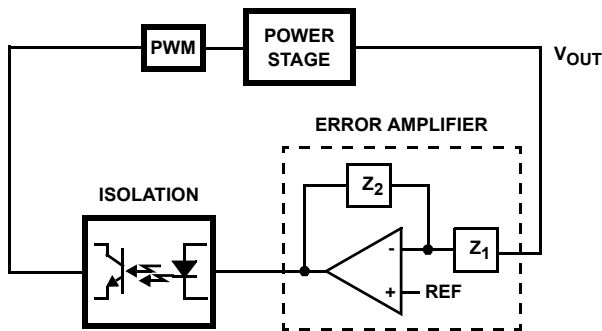 PWM
POWER
STAGE
VOUT
ERROR AMPLIFIER
ISOLATION
Z2
-
Z1
+
REF